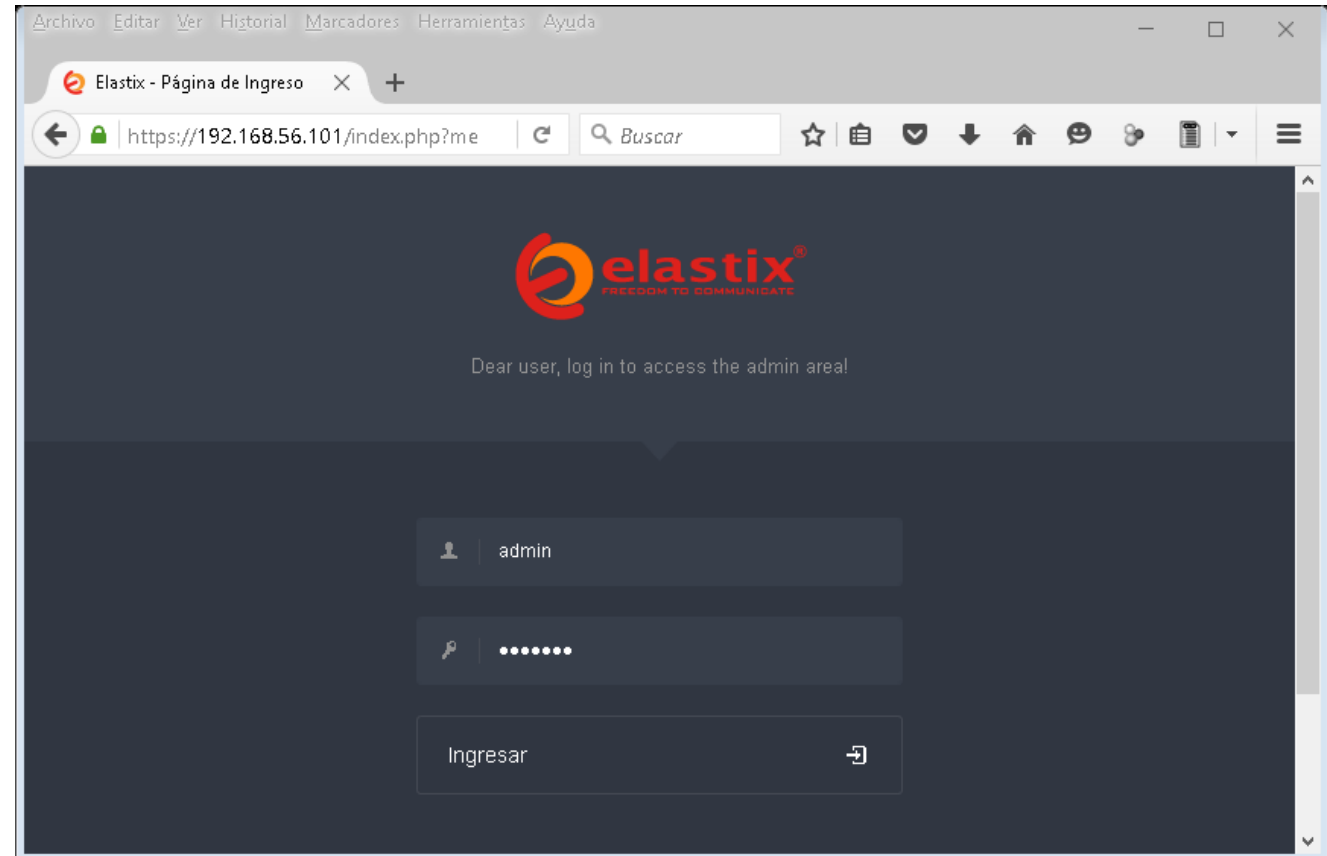 Archivo Editar Ver Historial Marcadores Herramientas Ayuda
Elastix - Página de Ingreso
https://192.168.56.101/index.php?me
Buscar
elastix®
FREEDOM TO COMMUNICATE
Dear user, log in to access the admin area!
admin
•••••••
Ingresar